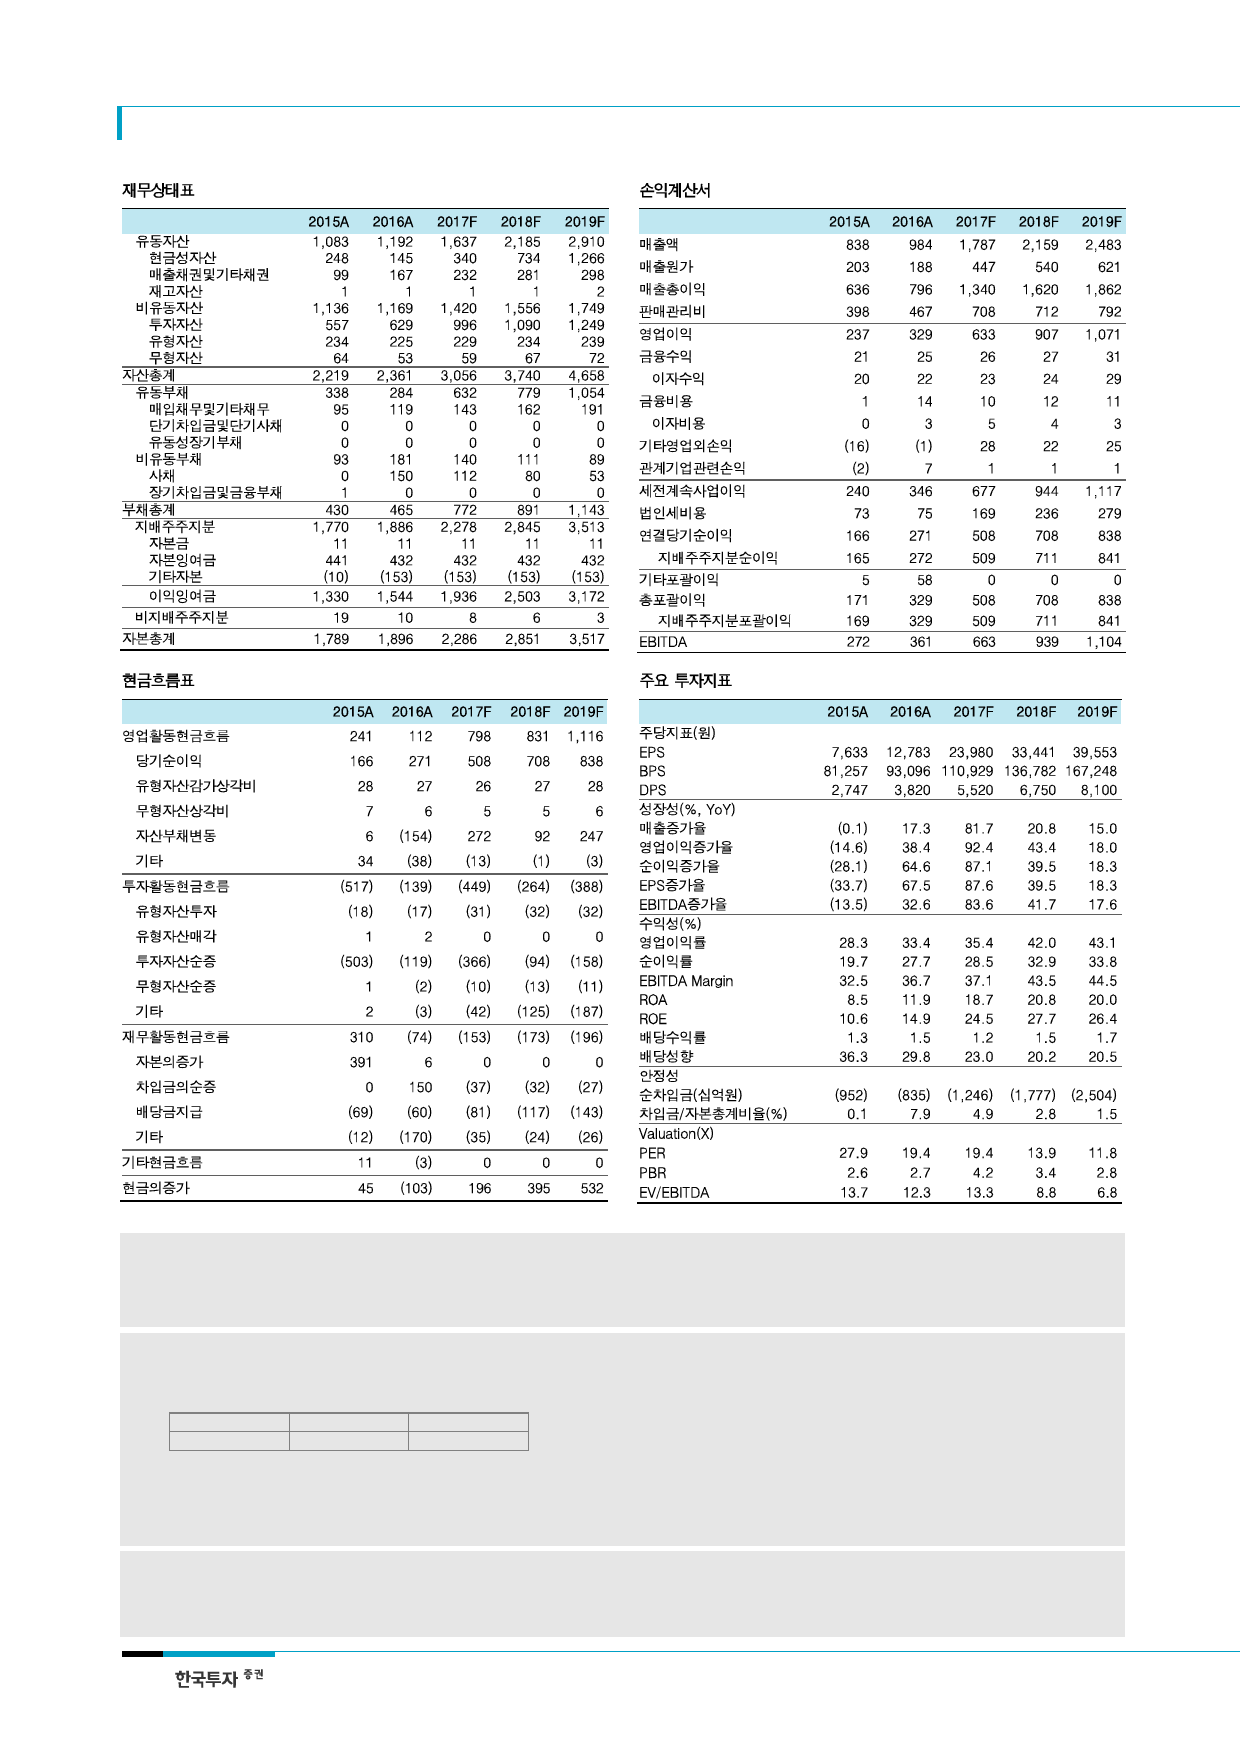 재무상태표
2015A 2016A 2017F 2018F 2019F
유동자산 1,083 1,192 1,637 2,185 2,910
현금성자산 248 145 340 734 1,266
매출채권및기타채권 99 167 232 281 298
재고자산 1 1 1 1 2
비유동자산 1,136 1,169 1,420 1,556 1,749
투자자산 557 629 996 1,090 1,249
유형자산 234 225 229 234 239
무형자산 64 53 59 67 72
자산총계 2,219 2,361 3,056 3,740 4,658
유동부채 338 284 632 779 1,054
매입채무및기타채무 95 119 143 162 191
단기차입금및단기사채 0 0 0 0 0
유동성장기부채 0 0 0 0 0
비유동부채 93 181 140 111 89
사채 0 150 112 80 53
장기차입금및금융부채 1 0 0 0 0
부채총계 430 465 772 891 1,143
지배주주지분 1,770 1,886 2,278 2,845 3,513
자본금 11 11 11 11 11
자본잉여금 441 432 432 432 432
기타자본 (10) (153) (153) (153) (153)
이익잉여금 1,330 1,544 1,936 2,503 3,172
비지배주주지분 19 10 8 6 3
자본총계 1,789 1,896 2,286 2,851 3,517
손익계산서
2015A 2016A 2017F 2018F 2019F
매출액 838 984 1,787 2,159 2,483
매출원가 203 188 447 540 621
매출총이익 636 796 1,340 1,620 1,862
판매관리비 398 467 708 712 792
영업이익 237 329 633 907 1,071
금융수익 21 25 26 27 31
이자수익 20 22 23 24 29
금융비용 1 14 10 12 11
이자비용 0 3 5 4 3
기타영업외손익 (16) (1) 28 22 25
관계기업관련손익 (2) 7 1 1 1
세전계속사업이익 240 346 677 944 1,117
법인세비용 73 75 169 236 279
연결당기순이익 166 271 508 708 838
지배주주지분순이익 165 272 509 711 841
기타포괄이익 5 58 0 0 0
총포괄이익 171 329 508 708 838
지배주주지분포괄이익 169 329 509 711 841
EBITDA 272 361 663 939 1,104
현금흐름표
2015A 2016A 2017F 2018F 2019F
영업활동현금흐름 241 112 798 831 1,116
당기순이익 166 271 508 708 838
유형자산감가상각비 28 27 26 27 28
무형자산상각비 7 6 5 5 6
자산부채변동 6 (154) 272 92 247
기타 34 (38) (13) (1) (3)
투자활동현금흐름 (517) (139) (449) (264) (388)
유형자산투자 (18) (17) (31) (32) (32)
유형자산매각 1 2 0 0 0
투자자산순증 (503) (119) (366) (94) (158)
무형자산순증 1 (2) (10) (13) (11)
기타 2 (3) (42) (125) (187)
재무활동현금흐름 310 (74) (153) (173) (196)
자본의증가 391 6 0 0 0
차입금의순증 0 150 (37) (32) (27)
배당금지급 (69) (60) (81) (117) (143)
기타 (12) (170) (35) (24) (26)
기타현금흐름 11 (3) 0 0 0
현금의증가 45 (103) 196 395 532
주요 투자지표
2015A 2016A 2017F 2018F 2019F
주당지표(원)
EPS 7,633 12,783 23,980 33,441 39,553
BPS 81,257 93,096 110,929 136,782 167,248
DPS 2,747 3,820 5,520 6,750 8,100
성장성(%, YoY)
매출증가율 (0.1) 17.3 81.7 20.8 15.0
영업이익증가율 (14.6) 38.4 92.4 43.4 18.0
순이익증가율 (28.1) 64.6 87.1 39.5 18.3
EPS증가율 (33.7) 67.5 87.6 39.5 18.3
EBITDA증가율 (13.5) 32.6 83.6 41.7 17.6
수익성(%)
영업이익률 28.3 33.4 35.4 42.0 43.1
순이익률 19.7 27.7 28.5 32.9 33.8
EBITDA Margin 32.5 36.7 37.1 43.5 44.5
ROA 8.5 11.9 18.7 20.8 20.0
ROE 10.6 14.9 24.5 27.7 26.4
배당수익률 1.3 1.5 1.2 1.5 1.7
배당성향 36.3 29.8 23.0 20.2 20.5
안정성
순차입금(십억원) (952) (835) (1,246) (1,777) (2,504)
차입금/자본총계비율(%) 0.1 7.9 4.9 2.8 1.5
Valuation(X)
PER 27.9 19.4 19.4 13.9 11.8
PBR 2.6 2.7 4.2 3.4 2.8
EV/EBITDA 13.7 12.3 13.3 8.8 6.8
한국투자 증권